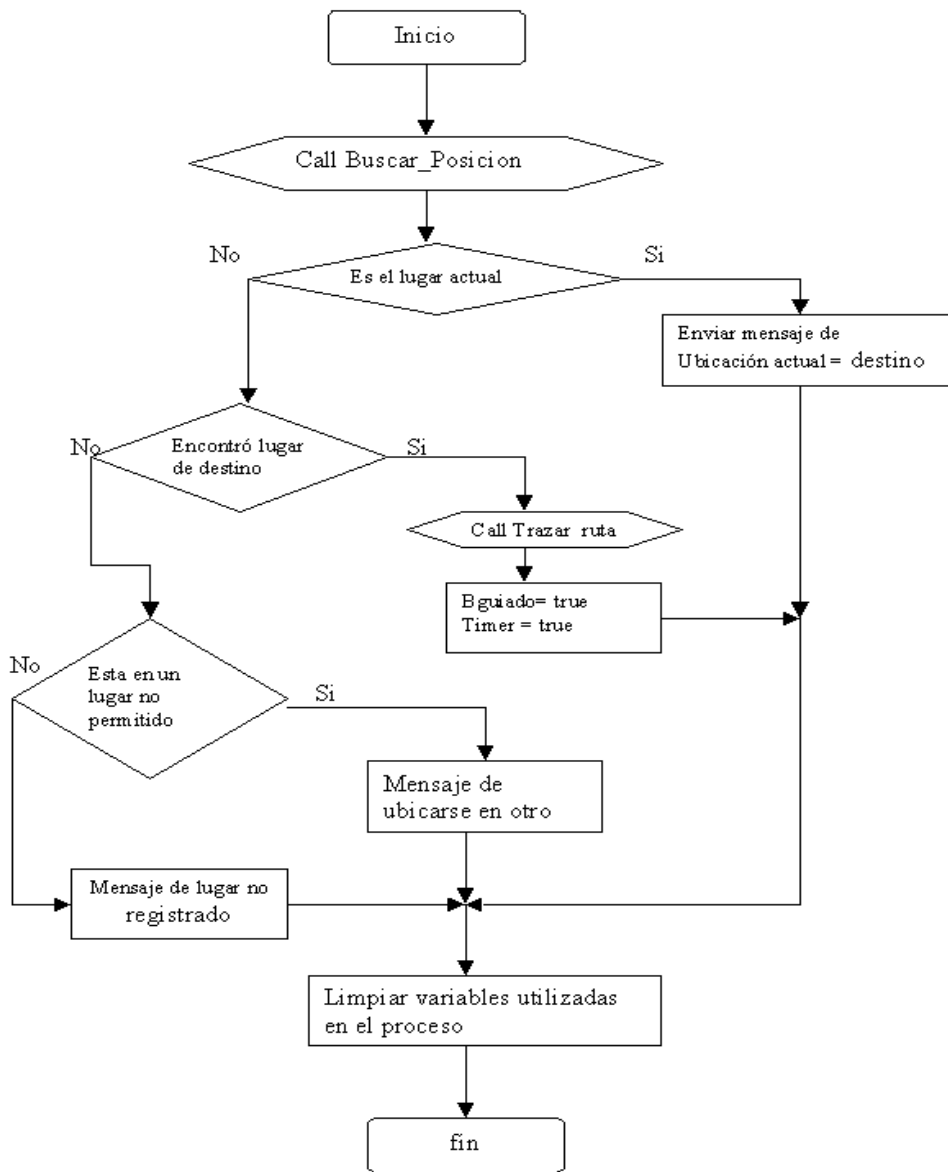 Inicio
Call Buscar_Posicion
No
Si
Es el lugar actual
Enviar mensaje de
Ubicación actual = destino
No
Encontró lugar
de destino
Si
Call Trazar ruta
Bguiado= true
Timer = true
No
Esta en un
lugar no
permitido
Si
Mensaje de
ubicarse en otro
Mensaje de lugar no
registrado
Limpiar variables utilizadas
en el proceso
fin